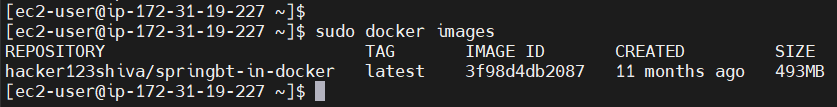 [ec2-user@ip-172-31-19-227 ~]$
[ec2-user@ip-172-31-19-227 ~]$ sudo docker images
REPOSITORY TAG IMAGE ID CREATED SIZE
hacker123shiva/springbt-in-docker latest 3f98d4db2087 11 months ago 493MB
[ec2-user@ip-172-31-19-227 ~]$